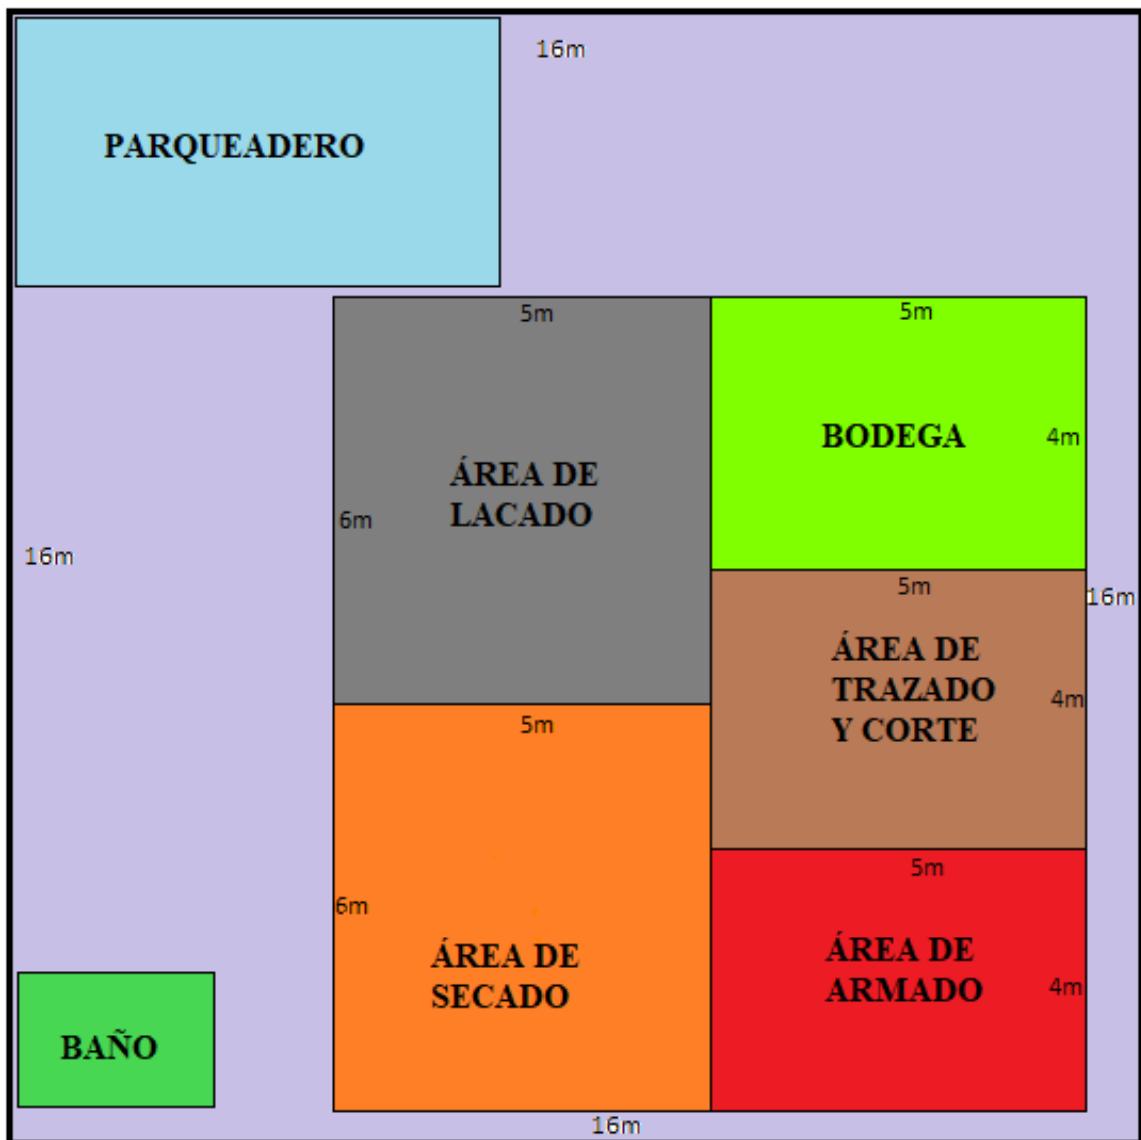 16m
PARQUEADERO
5m
5m
BODEGA
4m
ÁREA DE
LACADO
6m
16m
5m
16m
ÁREA DE
TRAZADO
Y CORTE
4m
5m
5m
6m
ÁREA DE
SECADO
ÁREA DE
ARMADO
4m
BAÑO
16m